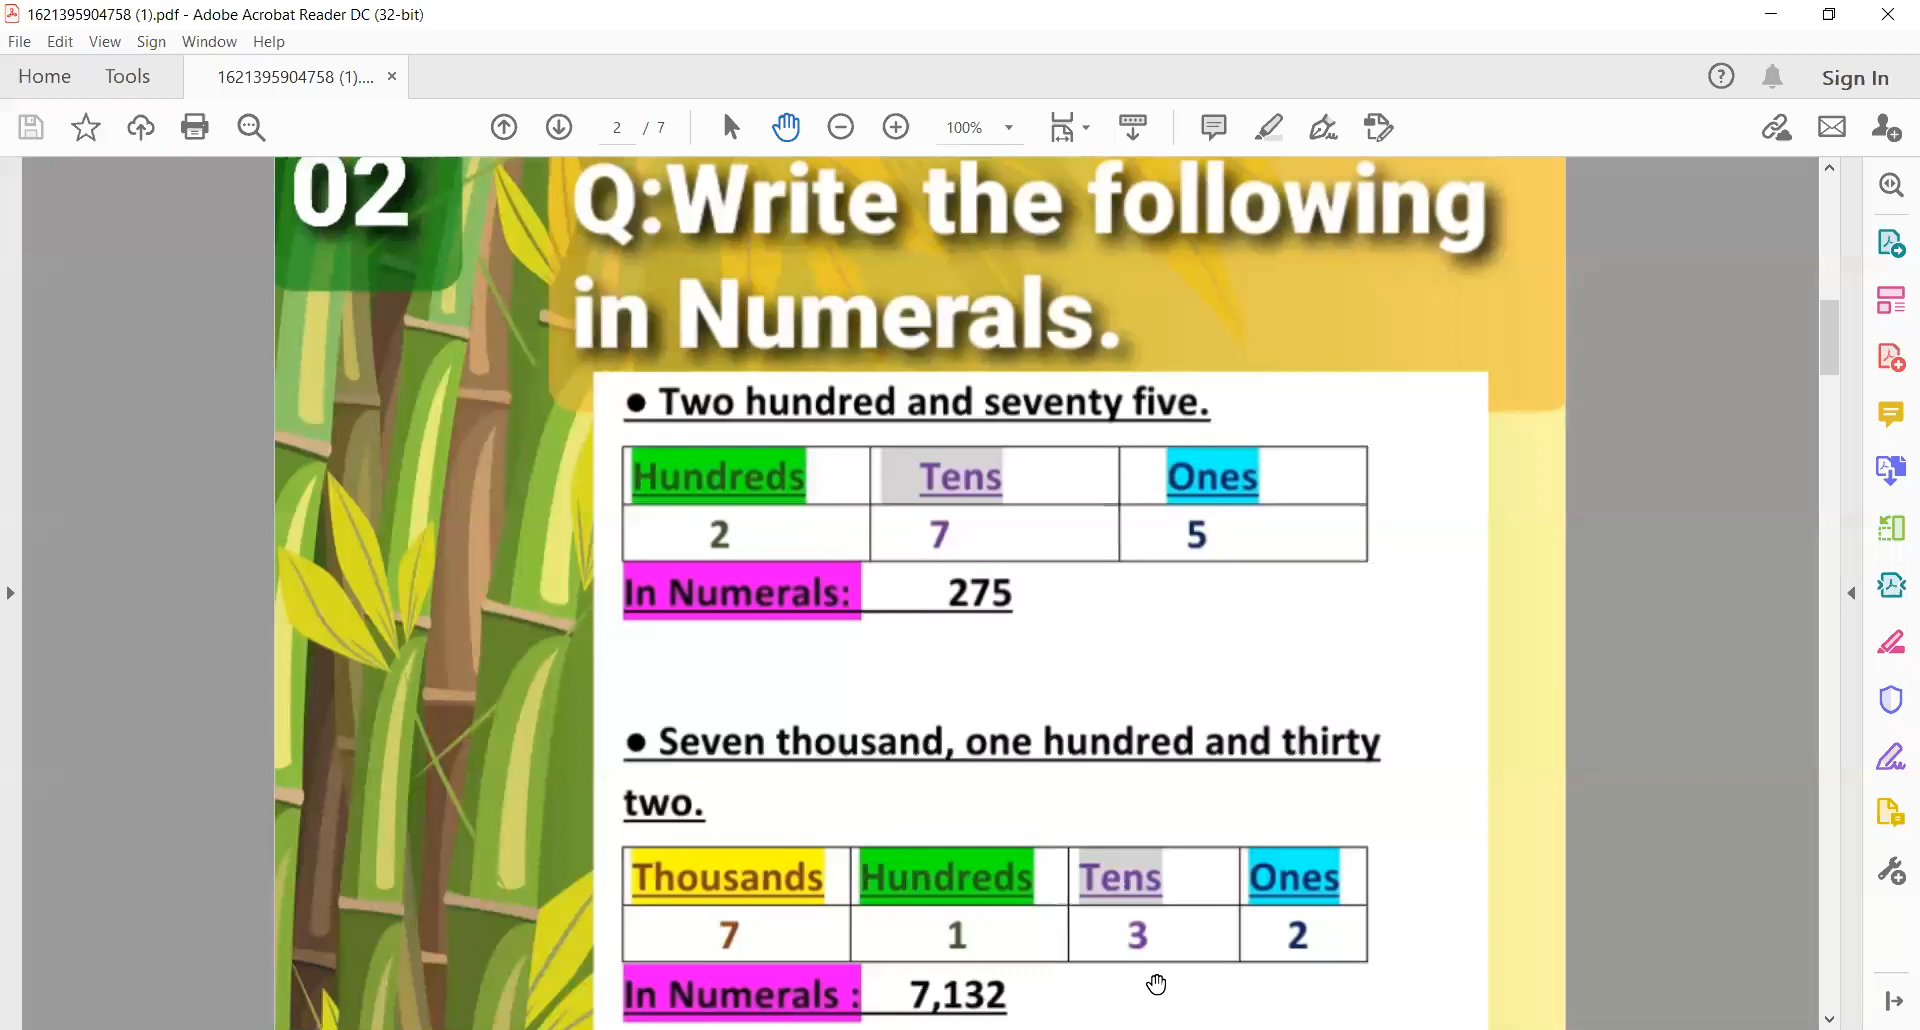 1621395904758 (1).pdf - Adobe Acrobat Reader DC (32-bit)
File Edit View Sign Window Help
Home Tools 1621395904758 (1).... × Sign In
2 / 7 100%
02
Q:Write the following
in Numerals.
● Two hundred and seventy five.
Hundreds Tens Ones
2 7 5
In Numerals: 275
● Seven thousand, one hundred and thirty
two.
Thousands Hundreds Tens Ones
7 1 3 2
In Numerals : 7,132